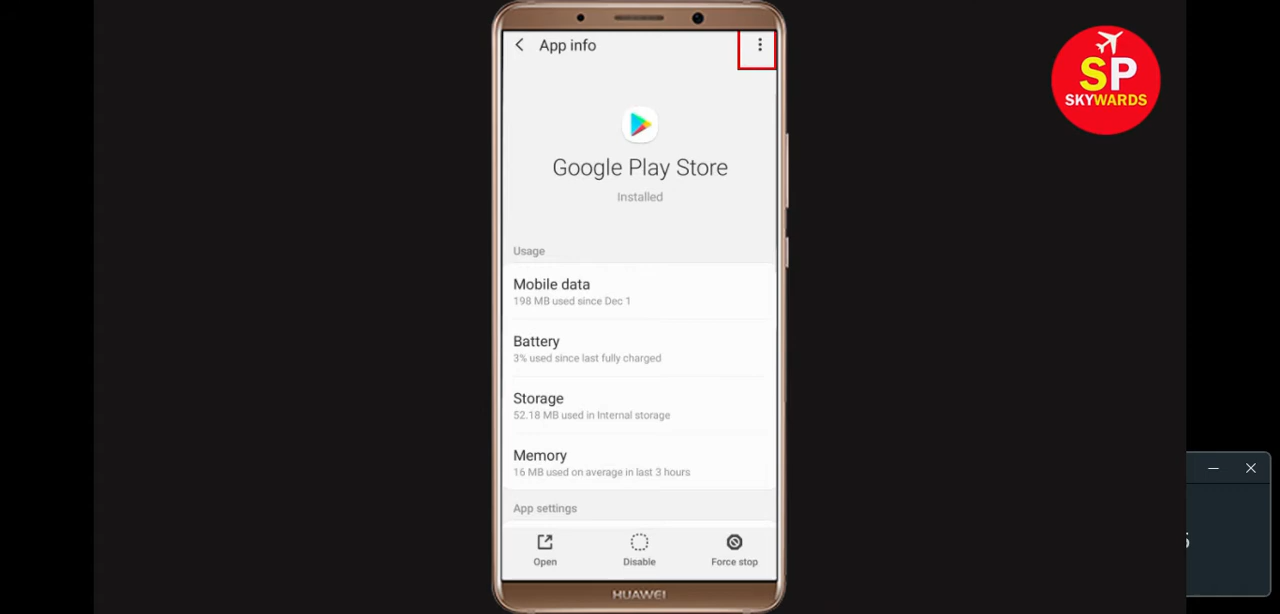 App info
SP
SKYWARDS
Google Play Store
Installed
Usage
Mobile data
198 MB used since Dec 1
Battery
3% used since last fully charged
Storage
52.18 MB used in Internal storage
Memory
16 MB used on average in last 3 hours
App settings
Open
Disable
Force stop
HUAWEI